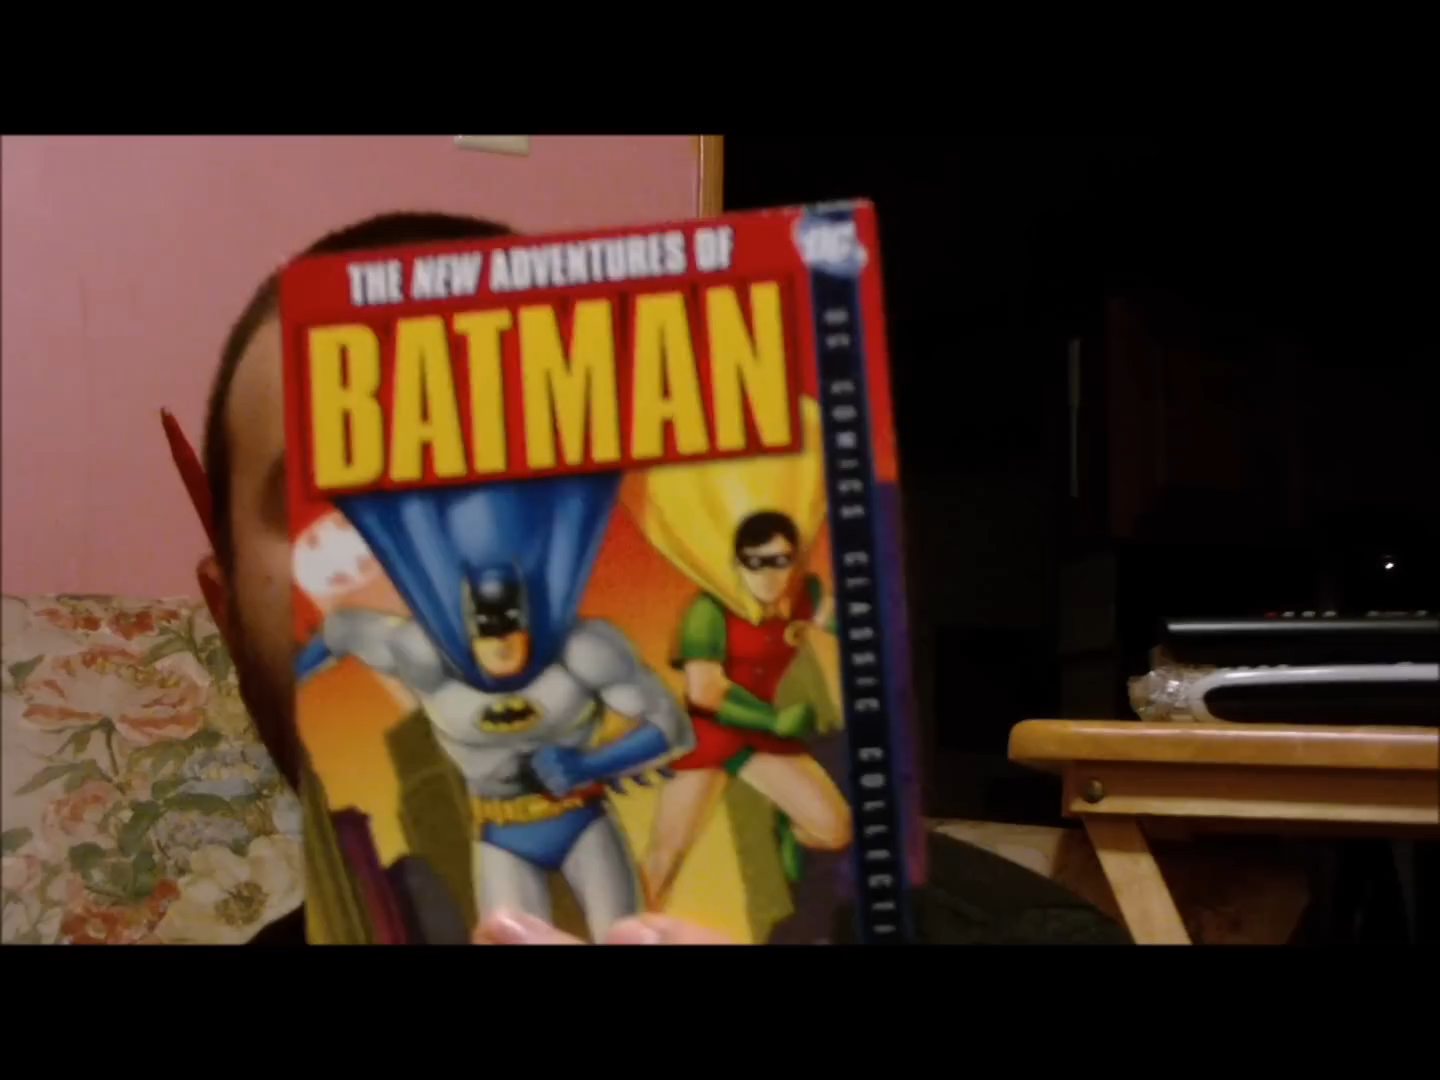 THE NEW ADVENTURES OF
BATMAN
DC
DC COMICS CLASSIC COLLECTI